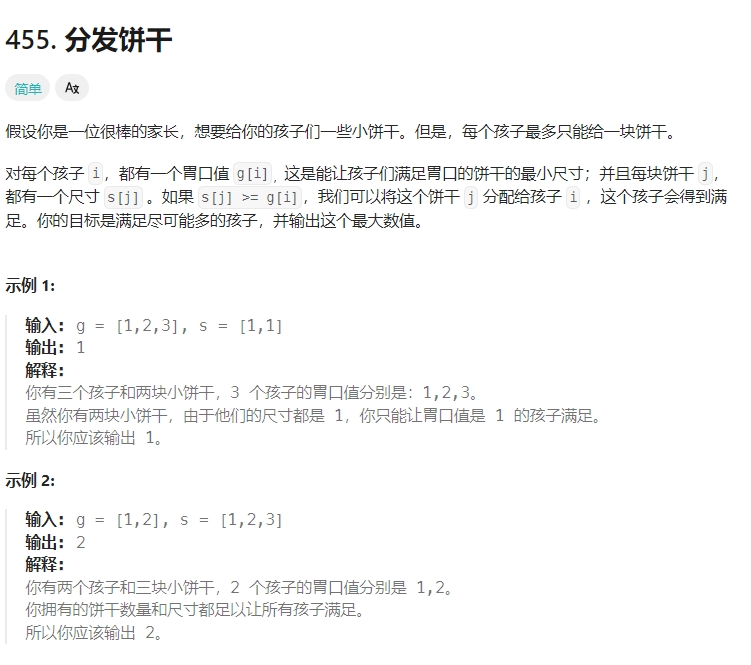 455. 分发饼干
简单
假设你是一位很棒的家长，想要给你的孩子们一些小饼干。但是，每个孩子最多只能给一块饼干。
对每个孩子 i，都有一个胃口值 g[i]，这是能让孩子们满足胃口的饼干的最小尺寸；并且每块饼干 j，
都有一个尺寸 s[j] 。如果 s[j] >= g[i]，我们可以将这个饼干 j 分配给孩子 i ，这个孩子会得到满
足。你的目标是满足尽可能多的孩子，并输出这个最大数值。
示例 1:
输入: g = [1,2,3], s = [1,1]
输出: 1
解释:
你有三个孩子和两块小饼干，3 个孩子的胃口值分别是：1,2,3。
虽然你有两块小饼干，由于他们的尺寸都是 1，你只能让胃口值是 1 的孩子满足。
所以你应该输出 1。
示例 2:
输入: g = [1,2], s = [1,2,3]
输出: 2
解释:
你有两个孩子和三块小饼干，2 个孩子的胃口值分别是 1,2。
你拥有的饼干数量和尺寸都足以让所有孩子满足。
所以你应该输出 2。